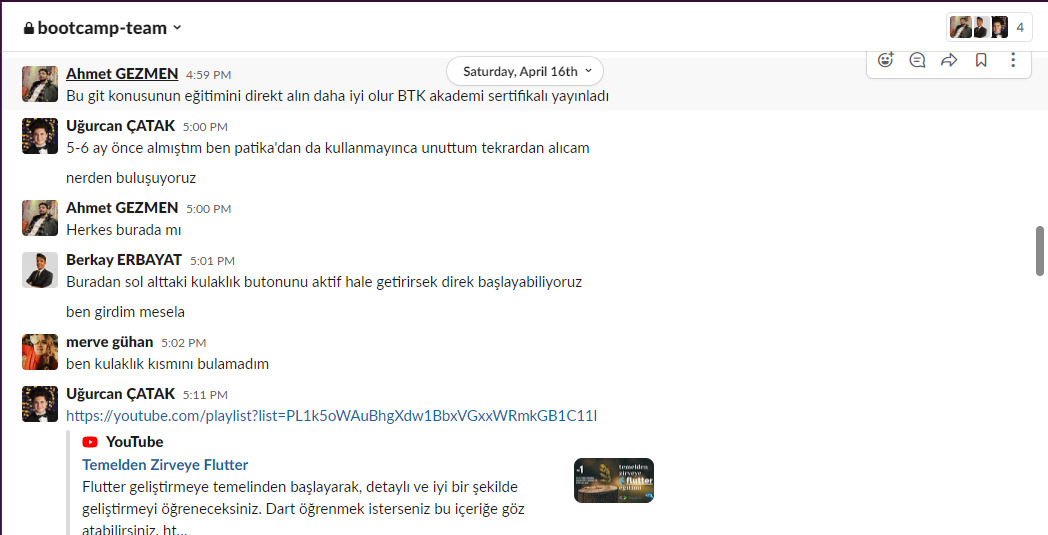 bootcamp-team
4
Saturday, April 16th
Ahmet GEZMEN 4:59 PM
Bu git konusunun eğitimini direkt alın daha iyi olur BTK akademi sertifikalı yayınladı
Uğurcan ÇATAK 5:00 PM
5-6 ay önce almıştım ben patika'dan da kullanmayınca unuttum tekrardan alıcam
nerden buluşuyoruz
Ahmet GEZMEN 5:00 PM
Herkes burada mı
Berkay ERBAYAT 5:01 PM
Buradan sol alttaki kulaklık butonunu aktif hale getirirsek direk başlayabiliyoruz
ben girdim mesela
merve gühan 5:02 PM
ben kulaklık kısmını bulamadım
Uğurcan ÇATAK 5:11 PM
https://youtube.com/playlist?list=PL1k5oWAuBhgXdw1BbxVGxxWRmkGB1C11l
YouTube
Temelden Zirveye Flutter
Flutter geliştirmeye temelinden başlayarak, detaylı ve iyi bir şekilde
geliştirmeyi öğreneceksiniz. Dart öğrenmek isterseniz bu içeriğe göz
atabilirsiniz. ht...
temelden
zirveye
flutter
eğitimi